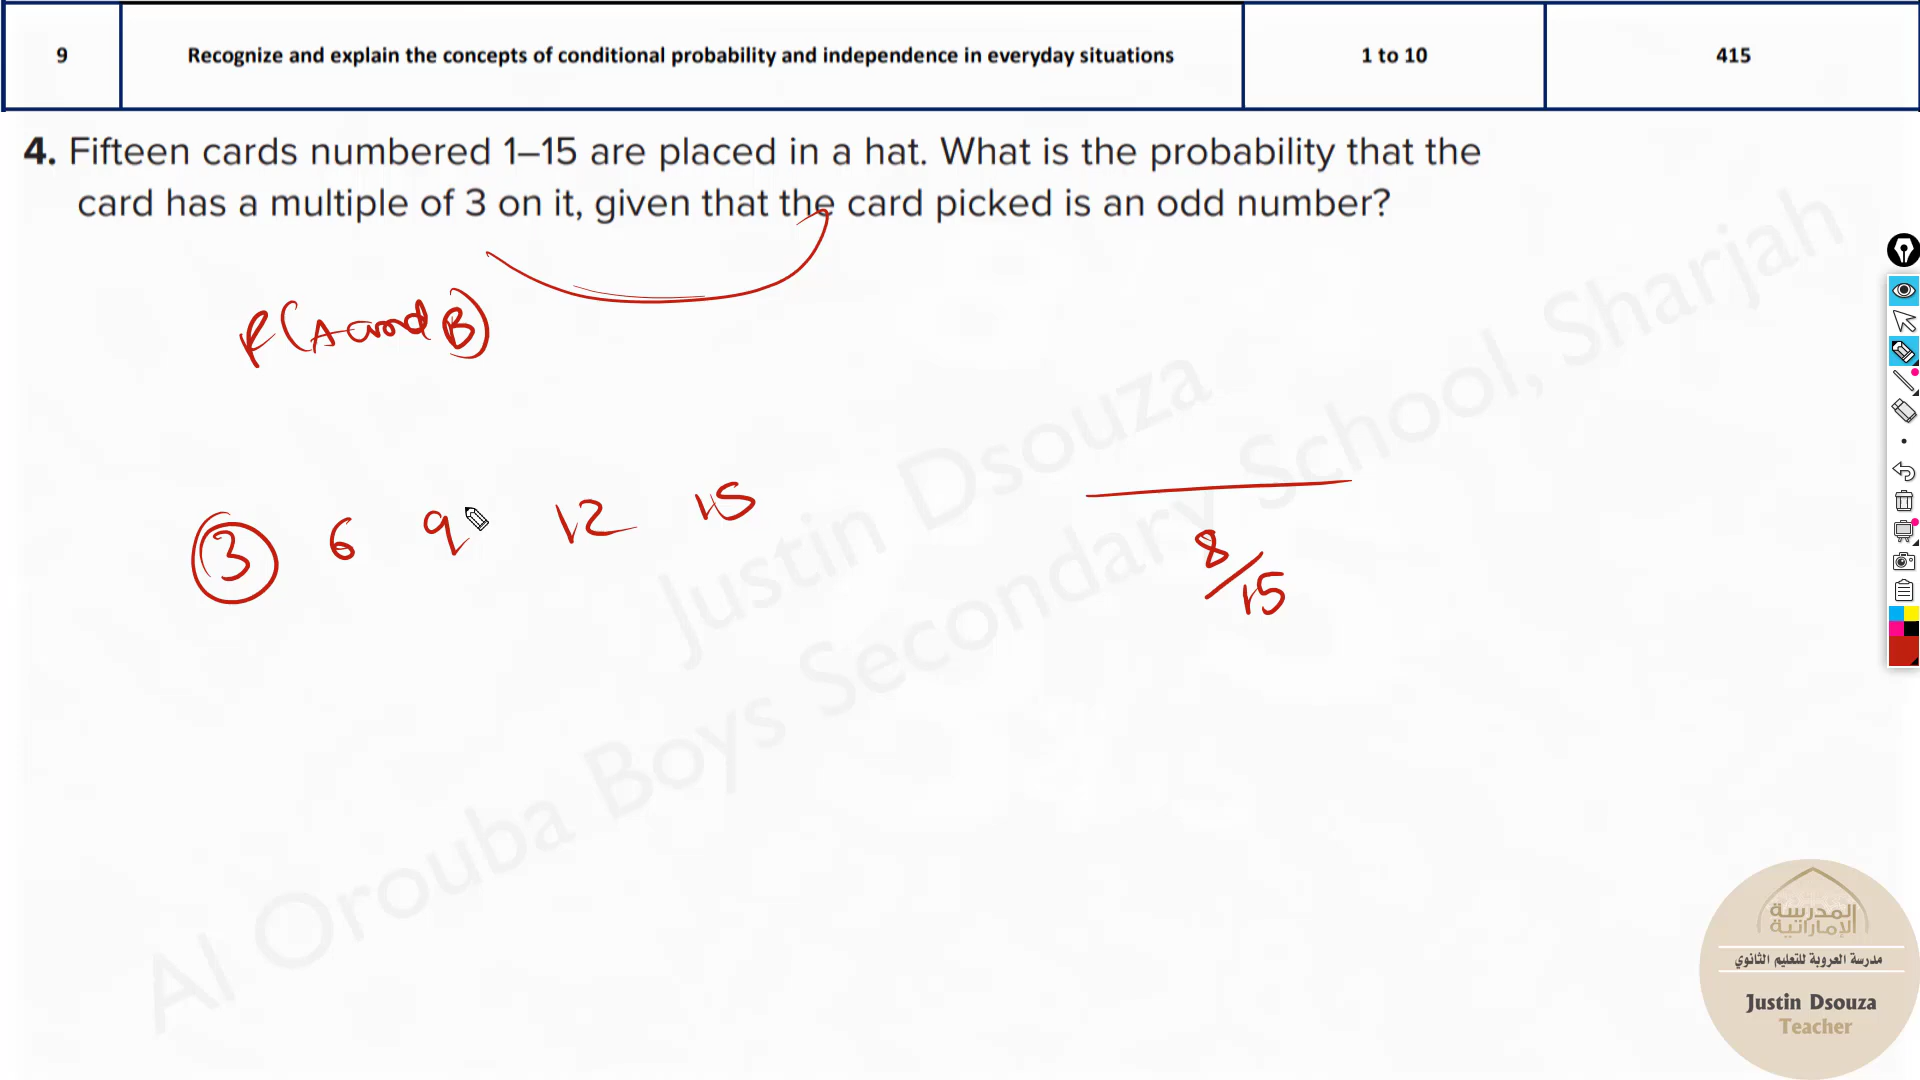 9 Recognize and explain the concepts of conditional probability and independence in everyday situations 1 to 10 415
4. Fifteen cards numbered 1–15 are placed in a hat. What is the probability that the
card has a multiple of 3 on it, given that the card picked is an odd number?
P(A and B)
3 6 9 12 15
8/15
Justin Dsouza
Al Orouba Boys Secondary School, Sharjah
المدرسة
الإماراتية
مدرسة العروبة للتعليم الثانوي
Justin Dsouza
Teacher